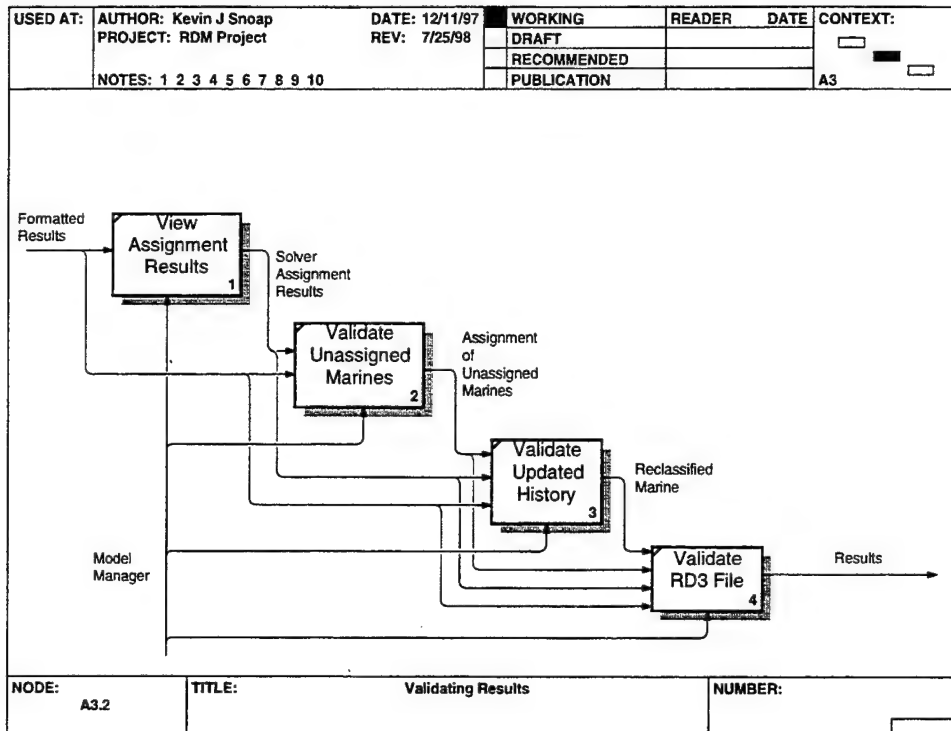 USED AT:
AUTHOR: Kevin J Snoap
DATE: 12/11/97
PROJECT: RDM Project
REV: 7/25/98
NOTES: 1 2 3 4 5 6 7 8 9 10
WORKING
DRAFT
RECOMMENDED
PUBLICATION
READER
DATE
CONTEXT:
A3
Formatted
Results
View
Assignment
Results
1
Solver
Assignment
Results
Validate
Unassigned
Marines
2
Assignment
of
Unassigned
Marines
Validate
Updated
History
3
Reclassified
Marine
Model
Manager
Validate
RD3 File
4
Results
NODE:
A3.2
TITLE:
Validating Results
NUMBER: